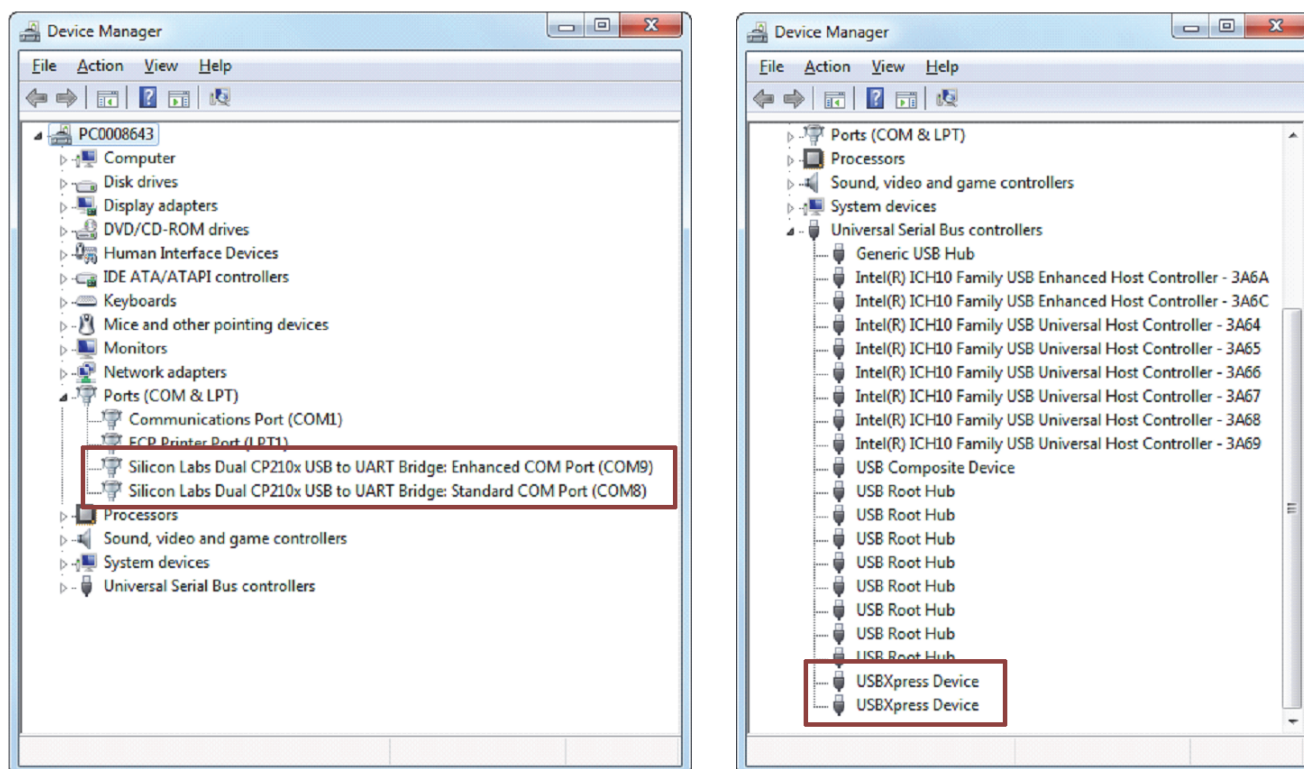 Device Manager
File Action View Help
PC0008643
Computer
Disk drives
Display adapters
DVD/CD-ROM drives
Human Interface Devices
IDE ATA/ATAPI controllers
Keyboards
Mice and other pointing devices
Monitors
Network adapters
Ports (COM & LPT)
Communications Port (COM1)
ECP Printer Port (LPT1)
Silicon Labs Dual CP210x USB to UART Bridge: Enhanced COM Port (COM9)
Silicon Labs Dual CP210x USB to UART Bridge: Standard COM Port (COM8)
Processors
Sound, video and game controllers
System devices
Universal Serial Bus controllers
Device Manager
File Action View Help
Ports (COM & LPT)
Processors
Sound, video and game controllers
System devices
Universal Serial Bus controllers
Generic USB Hub
Intel(R) ICH10 Family USB Enhanced Host Controller - 3A6A
Intel(R) ICH10 Family USB Enhanced Host Controller - 3A6C
Intel(R) ICH10 Family USB Universal Host Controller - 3A64
Intel(R) ICH10 Family USB Universal Host Controller - 3A65
Intel(R) ICH10 Family USB Universal Host Controller - 3A66
Intel(R) ICH10 Family USB Universal Host Controller - 3A67
Intel(R) ICH10 Family USB Universal Host Controller - 3A68
Intel(R) ICH10 Family USB Universal Host Controller - 3A69
USB Composite Device
USB Root Hub
USB Root Hub
USB Root Hub
USB Root Hub
USB Root Hub
USB Root Hub
USB Root Hub
USB Root Hub
USBXpress Device
USBXpress Device